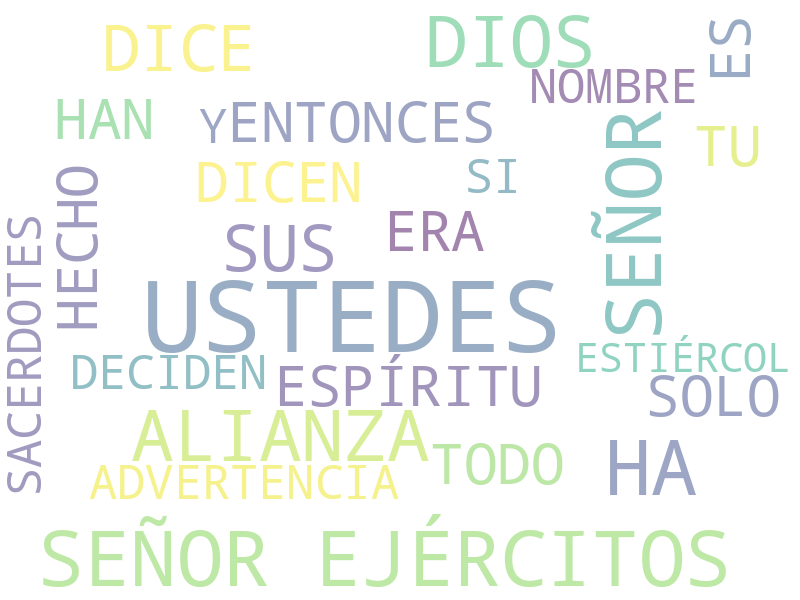 DICE
DIOS
ES
NOMBRE
HAN
Y
ENTONCES
TU
DICEN
SI
SEÑOR
HECHO
SUS
ERA
SACERDOTES
USTEDES
DECIDEN
ESPÍRITU
ESTIÉRCOL
SOLO
ALIANZA
TODO
HA
ADVERTENCIA
SEÑOR EJÉRCITOS